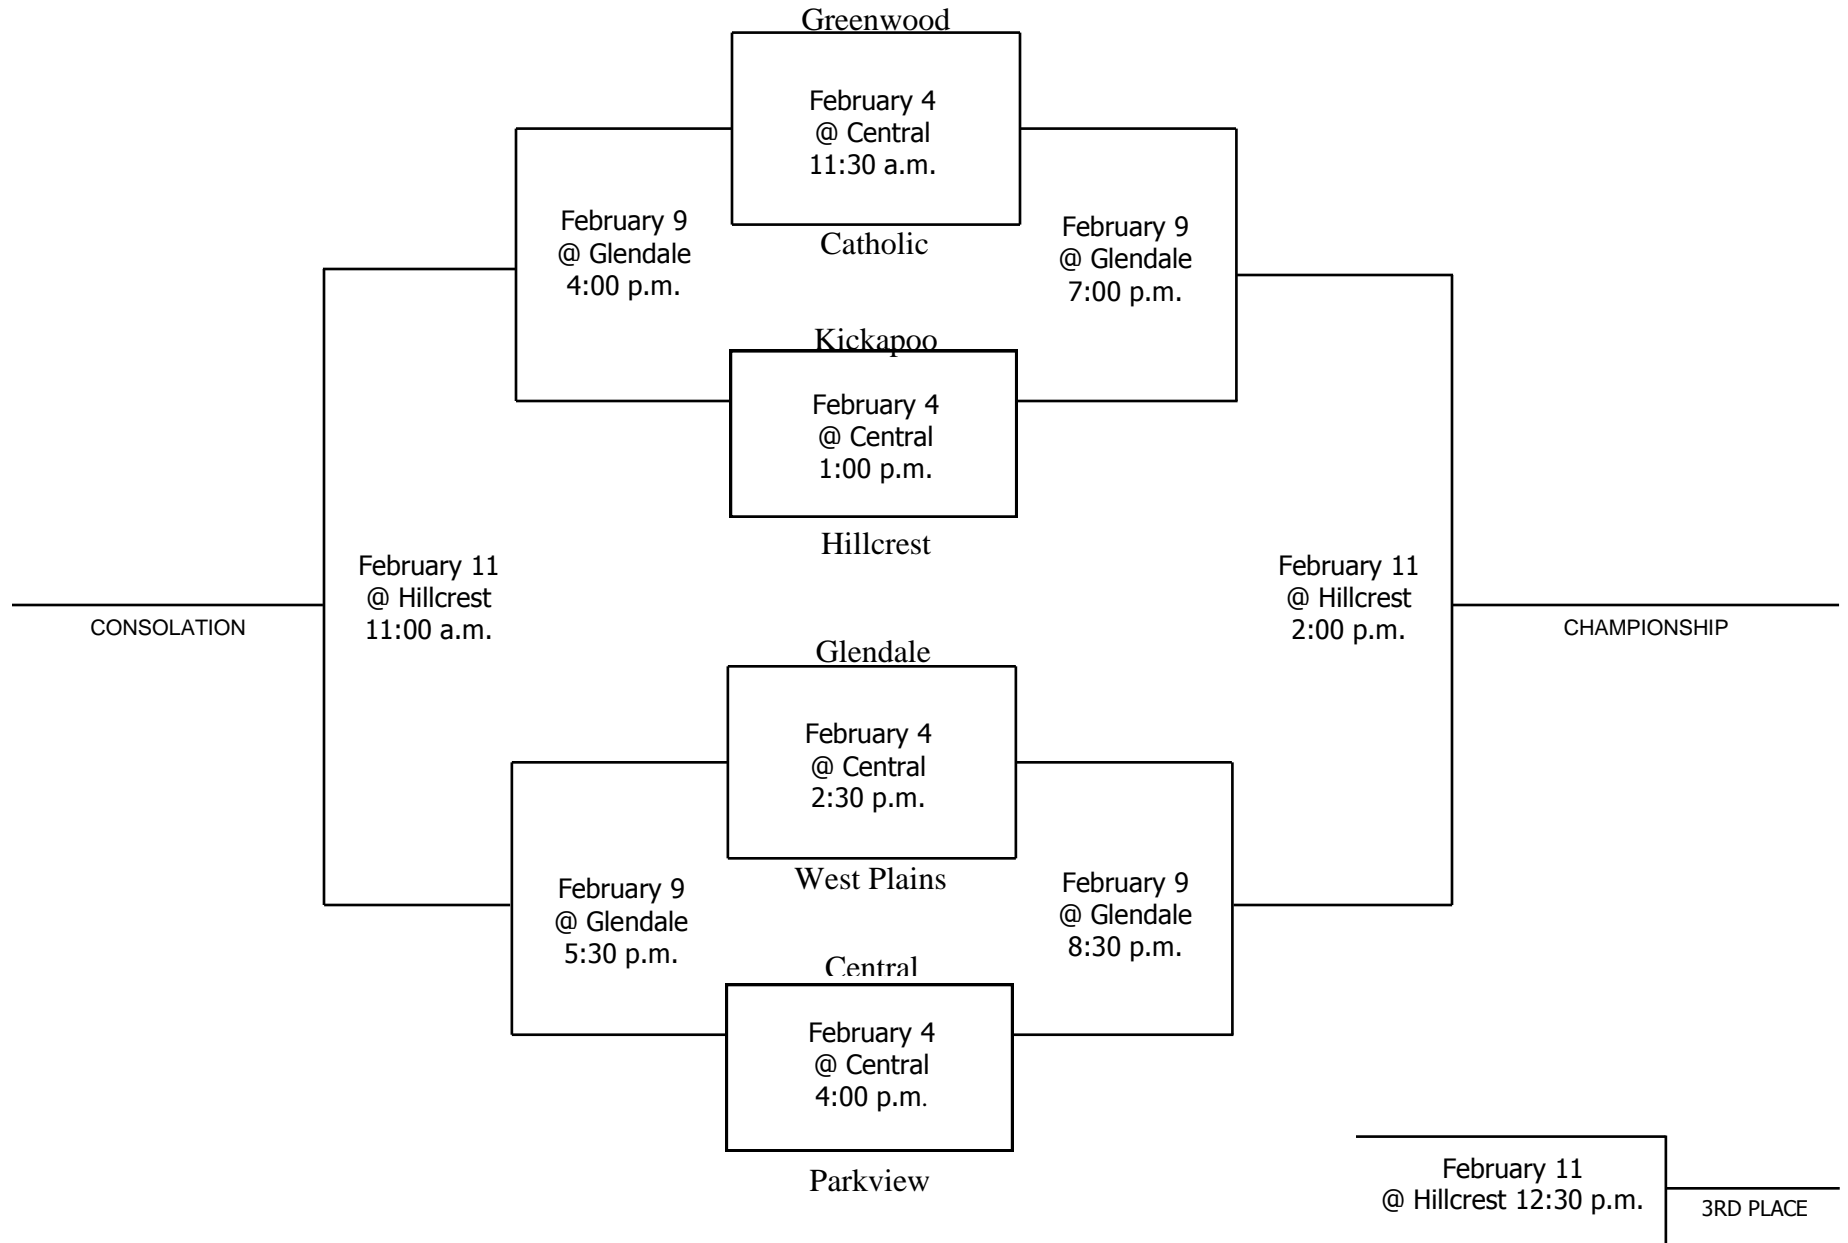 Greenwood
February 4
@ Central
11:30 a.m.
Catholic
February 9
@ Glendale
4:00 p.m.
February 9
@ Glendale
7:00 p.m.
Kickapoo
February 4
@ Central
1:00 p.m.
Hillcrest
February 11
@ Hillcrest
11:00 a.m.
CONSOLATION
February 11
@ Hillcrest
2:00 p.m.
CHAMPIONSHIP
Glendale
February 4
@ Central
2:30 p.m.
West Plains
February 9
@ Glendale
5:30 p.m.
February 9
@ Glendale
8:30 p.m.
Central
February 4
@ Central
4:00 p.m.
Parkview
February 11
@ Hillcrest 12:30 p.m.
3RD PLACE